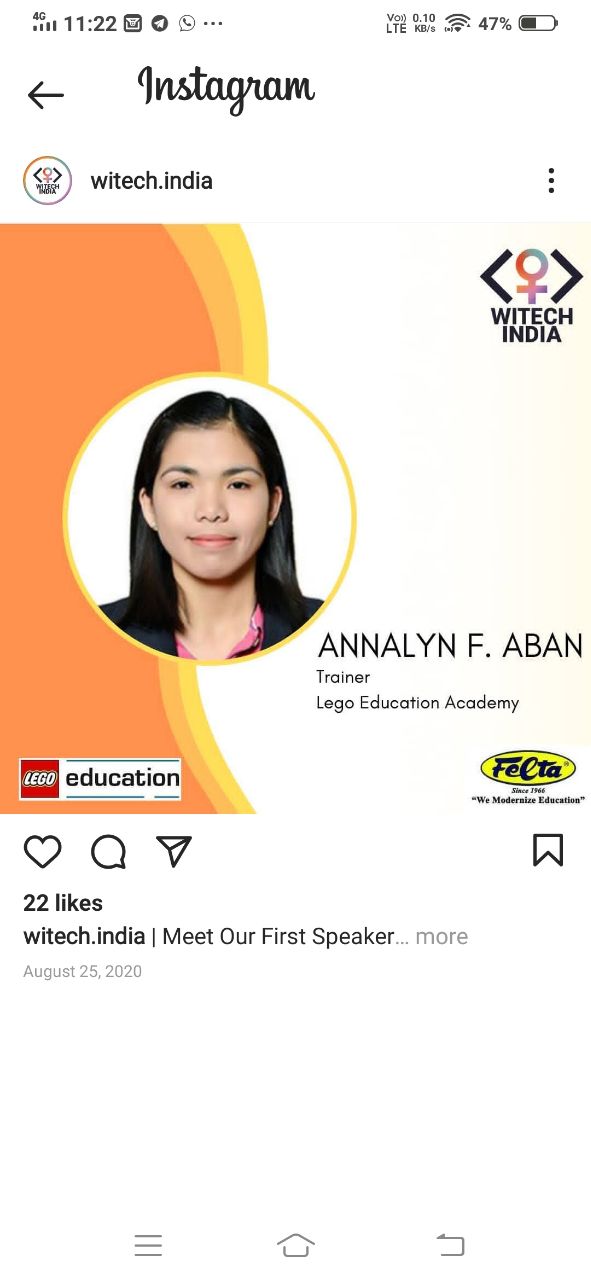 4G 11:22 ... Vo)) LTE 0.10 KB/s 47%
Instagram
witech.india
WITECH
INDIA
WITECH
INDIA
ANNALYN F. ABAN
Trainer
Lego Education Academy
LEGO education
Felta®
Since 1966
"We Modernize Education"
22 likes
witech.india | Meet Our First Speaker... more
August 25, 2020